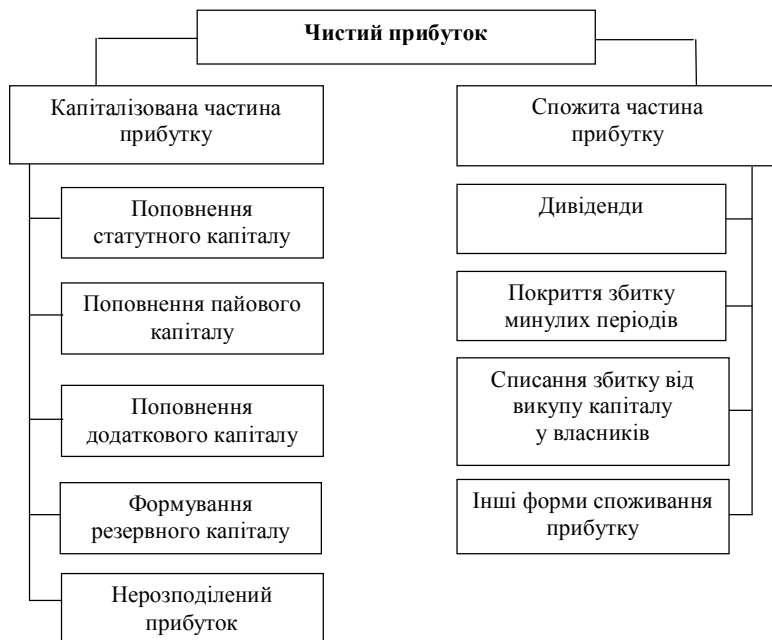 Чистий прибуток
Капіталізована частина
прибутку
Поповнення
статутного капіталу
Поповнення пайового
капіталу
Поповнення
додаткового капіталу
Формування
резервного капіталу
Нерозподілений
прибуток
Спожита частина
прибутку
Дивіденди
Покриття збитку
минулих періодів
Списання збитку від
викупу капіталу
у власників
Інші форми споживання
прибутку